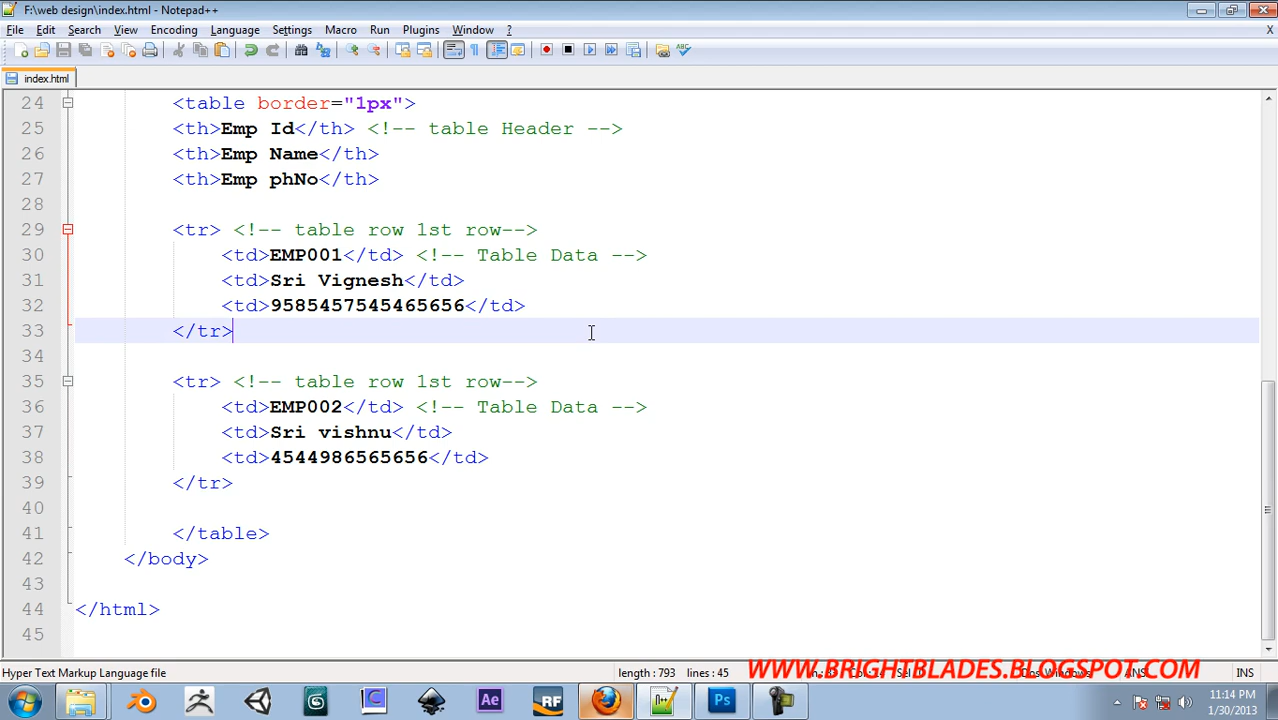 F:\web design\index.html - Notepad++
File Edit Search View Encoding Language Settings Macro Run Plugins Window ? X
index.html
24 <table border="1px">
25 <th>Emp Id</th> <!-- table Header -->
26 <th>Emp Name</th>
27 <th>Emp phNo</th>
28
29 <tr> <!-- table row 1st row-->
30 <td>EMP001</td> <!-- Table Data -->
31 <td>Sri Vignesh</td>
32 <td>9585457545465656</td>
33 </tr>
34
35 <tr> <!-- table row 1st row-->
36 <td>EMP002</td> <!-- Table Data -->
37 <td>Sri vishnu</td>
38 <td>4544986565656</td>
39 </tr>
40
41 </table>
42 </body>
43
44 </html>
45
Hyper Text Markup Language file length : 793 lines : 45 INS
WWW.BRIGHTBLADES.BLOGSPOT.COM
Ae RF Ps 11:14 PM
1/30/2013